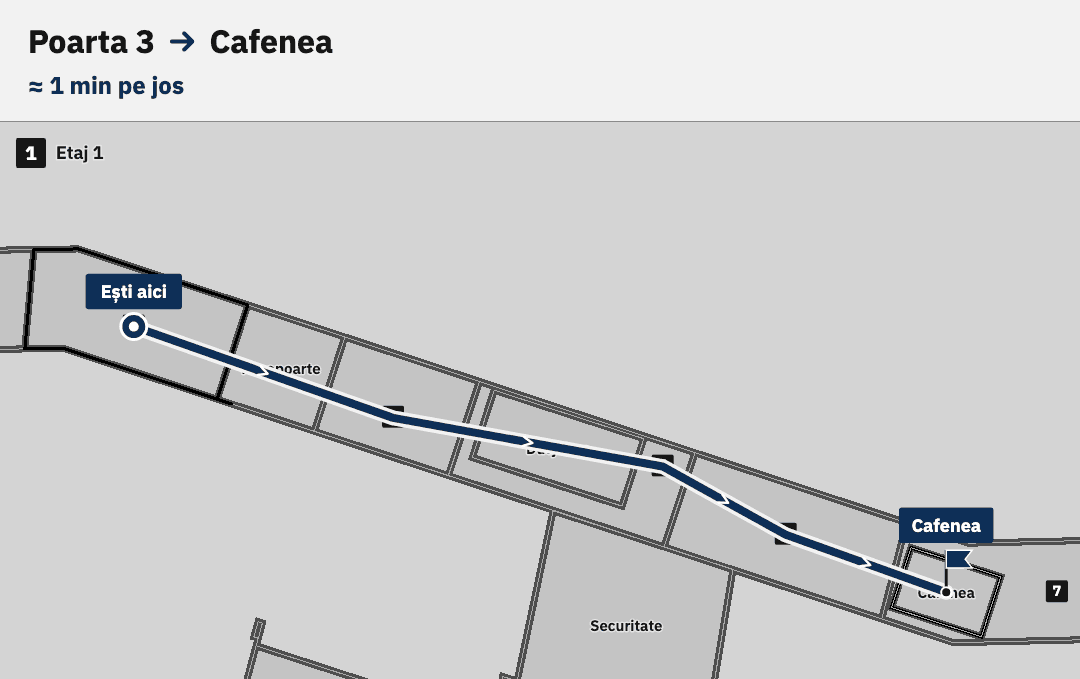 Poarta 3 → Cafenea
≈ 1 min pe jos
1 Etaj 1
Ești aici
Cafenea
7
Securitate